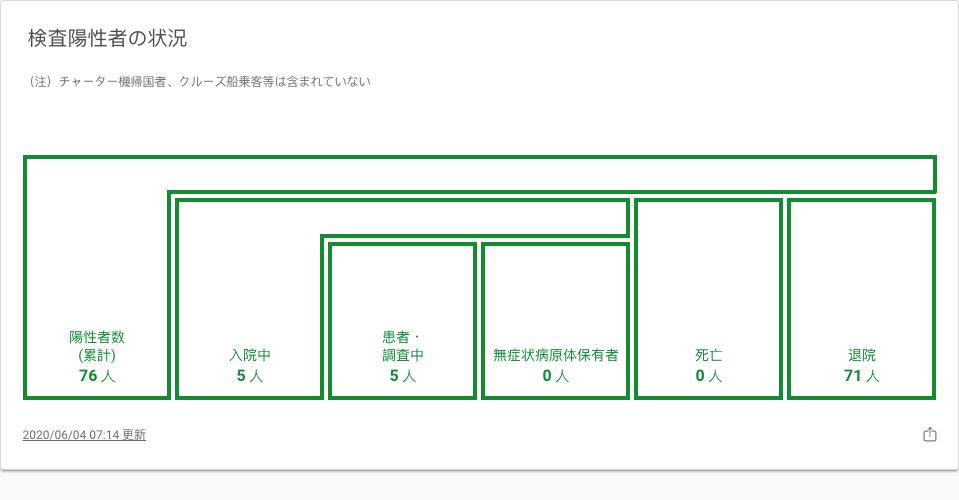 検査陽性者の状況
（注）チャーター機帰国者、クルーズ船乗客等は含まれていない
陽性者数
(累計)
76 人
入院中
5 人
患者・
調査中
5 人
無症状病原体保有者
0 人
死亡
0 人
退院
71 人
2020/06/04 07:14 更新